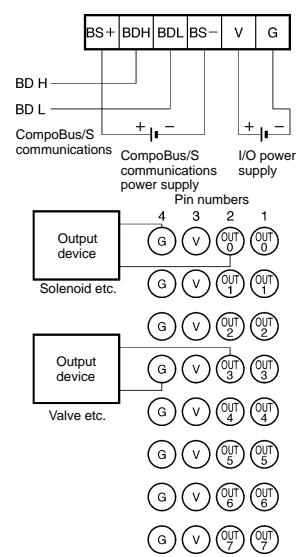 BS+ BDH BDL BS− V G
BD H
BD L
+ − + −
CompoBus/S
communications
CompoBus/S
communications
power supply
I/O power
supply
Pin numbers
4 3 2 1
Output
device
Solenoid etc.
G V OUT 0 OUT 0
G V OUT 1 OUT 1
G V OUT 2 OUT 2
Output
device
Valve etc.
G V OUT 3 OUT 3
G V OUT 4 OUT 4
G V OUT 5 OUT 5
G V OUT 6 OUT 6
G V OUT 7 OUT 7